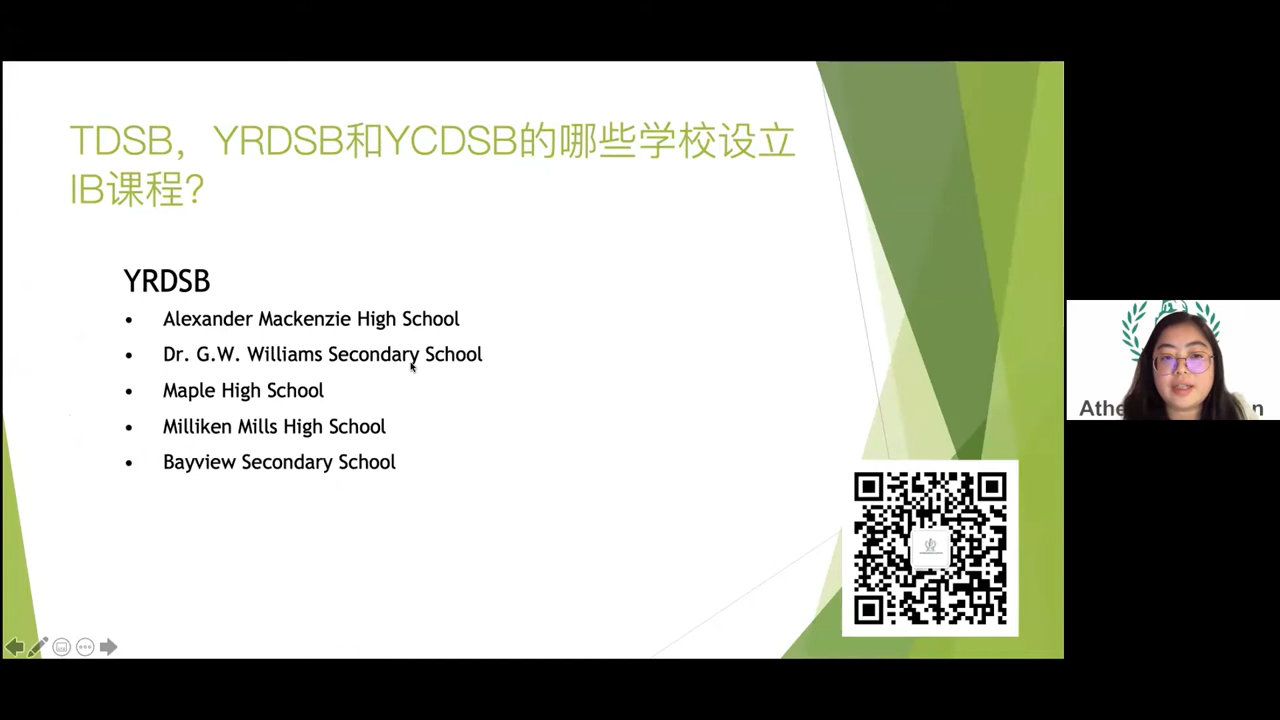 TDSB，YRDSB和YCDSB的哪些学校设立
IB课程?
YRDSB
• Alexander Mackenzie High School
• Dr. G.W. Williams Secondary School
• Maple High School
• Milliken Mills High School
• Bayview Secondary School
Athe
n